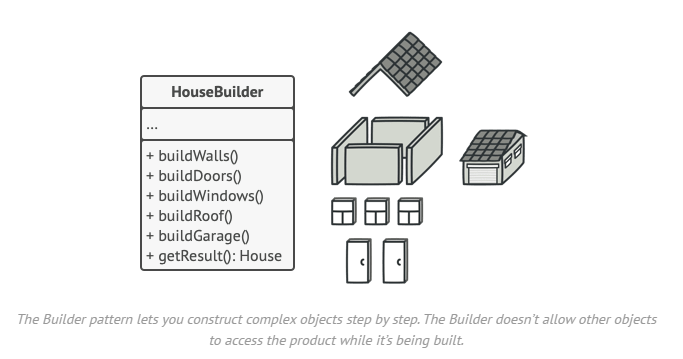 HouseBuilder
...
+ buildWalls()
+ buildDoors()
+ buildWindows()
+ buildRoof()
+ buildGarage()
+ getResult(): House
The Builder pattern lets you construct complex objects step by step. The Builder doesn't allow other objects
to access the product while it's being built.